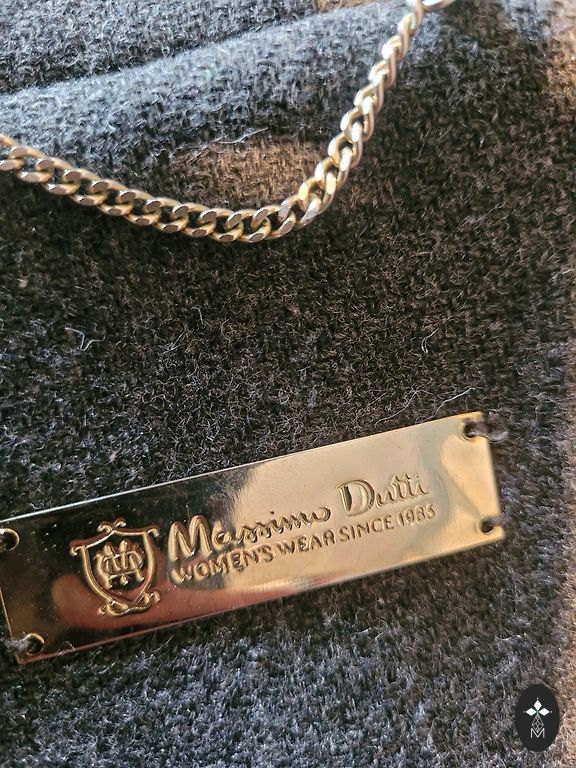 Massimo Dutti
WOMEN'S WEAR SINCE 1985